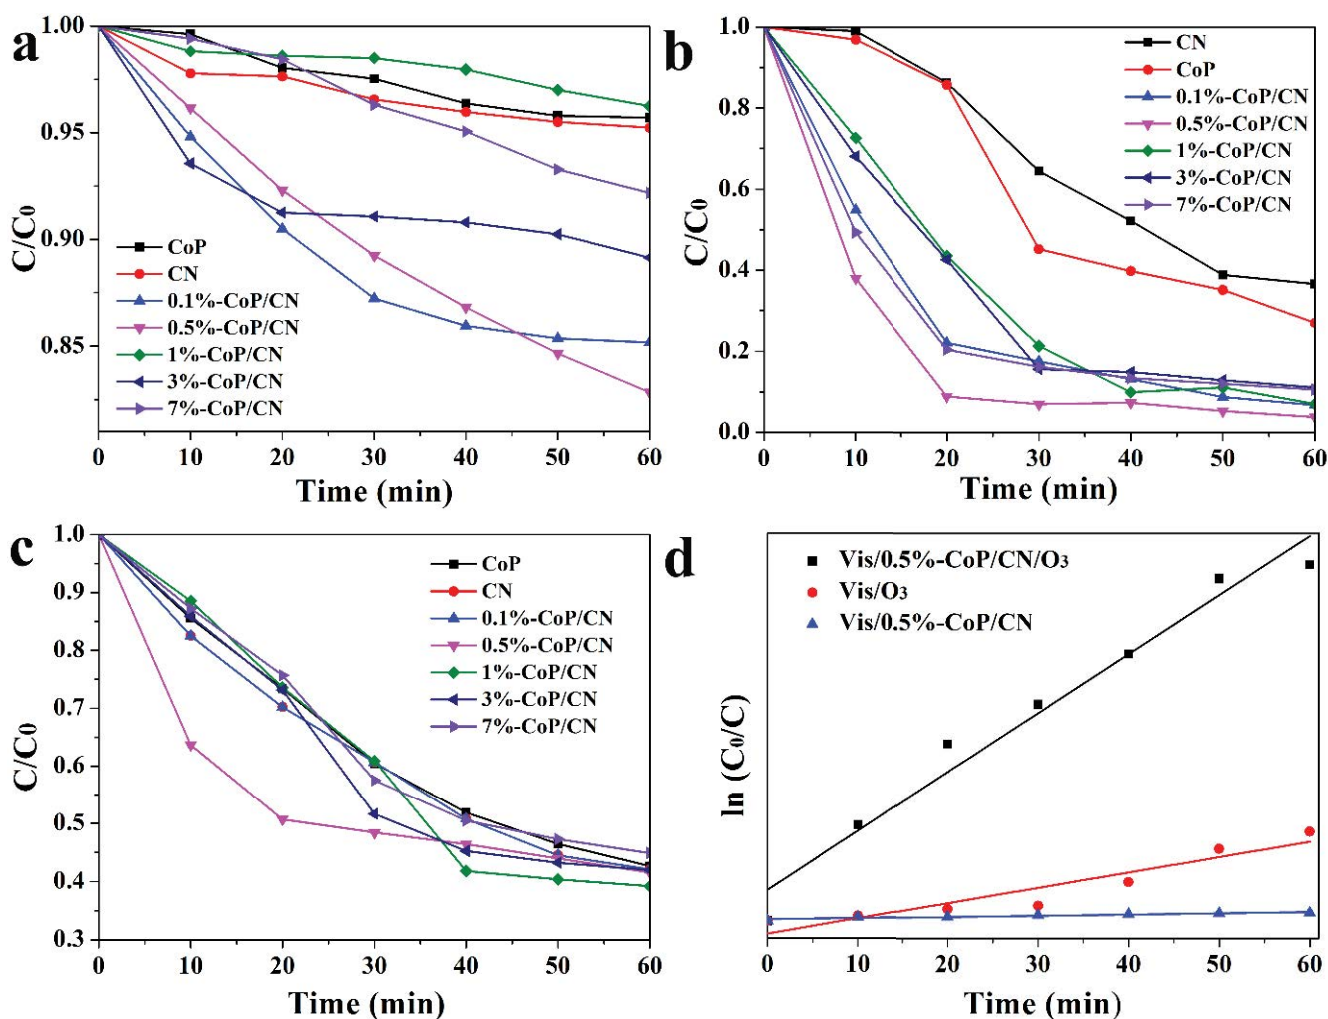 a
1.00
0.95
0.90
0.85
C/C₀
CoP
CN
0.1%-CoP/CN
0.5%-CoP/CN
1%-CoP/CN
3%-CoP/CN
7%-CoP/CN
0 10 20 30 40 50 60
Time (min)
b
1.0
0.8
0.6
0.4
0.2
0.0
C/C₀
CN
CoP
0.1%-CoP/CN
0.5%-CoP/CN
1%-CoP/CN
3%-CoP/CN
7%-CoP/CN
0 10 20 30 40 50 60
Time (min)
c
1.0
0.9
0.8
0.7
0.6
0.5
0.4
0.3
C/C₀
CoP
CN
0.1%-CoP/CN
0.5%-CoP/CN
1%-CoP/CN
3%-CoP/CN
7%-CoP/CN
0 10 20 30 40 50 60
Time (min)
d
ln (C₀/C)
Vis/0.5%-CoP/CN/O₃
Vis/O₃
Vis/0.5%-CoP/CN
0 10 20 30 40 50 60
Time (min)